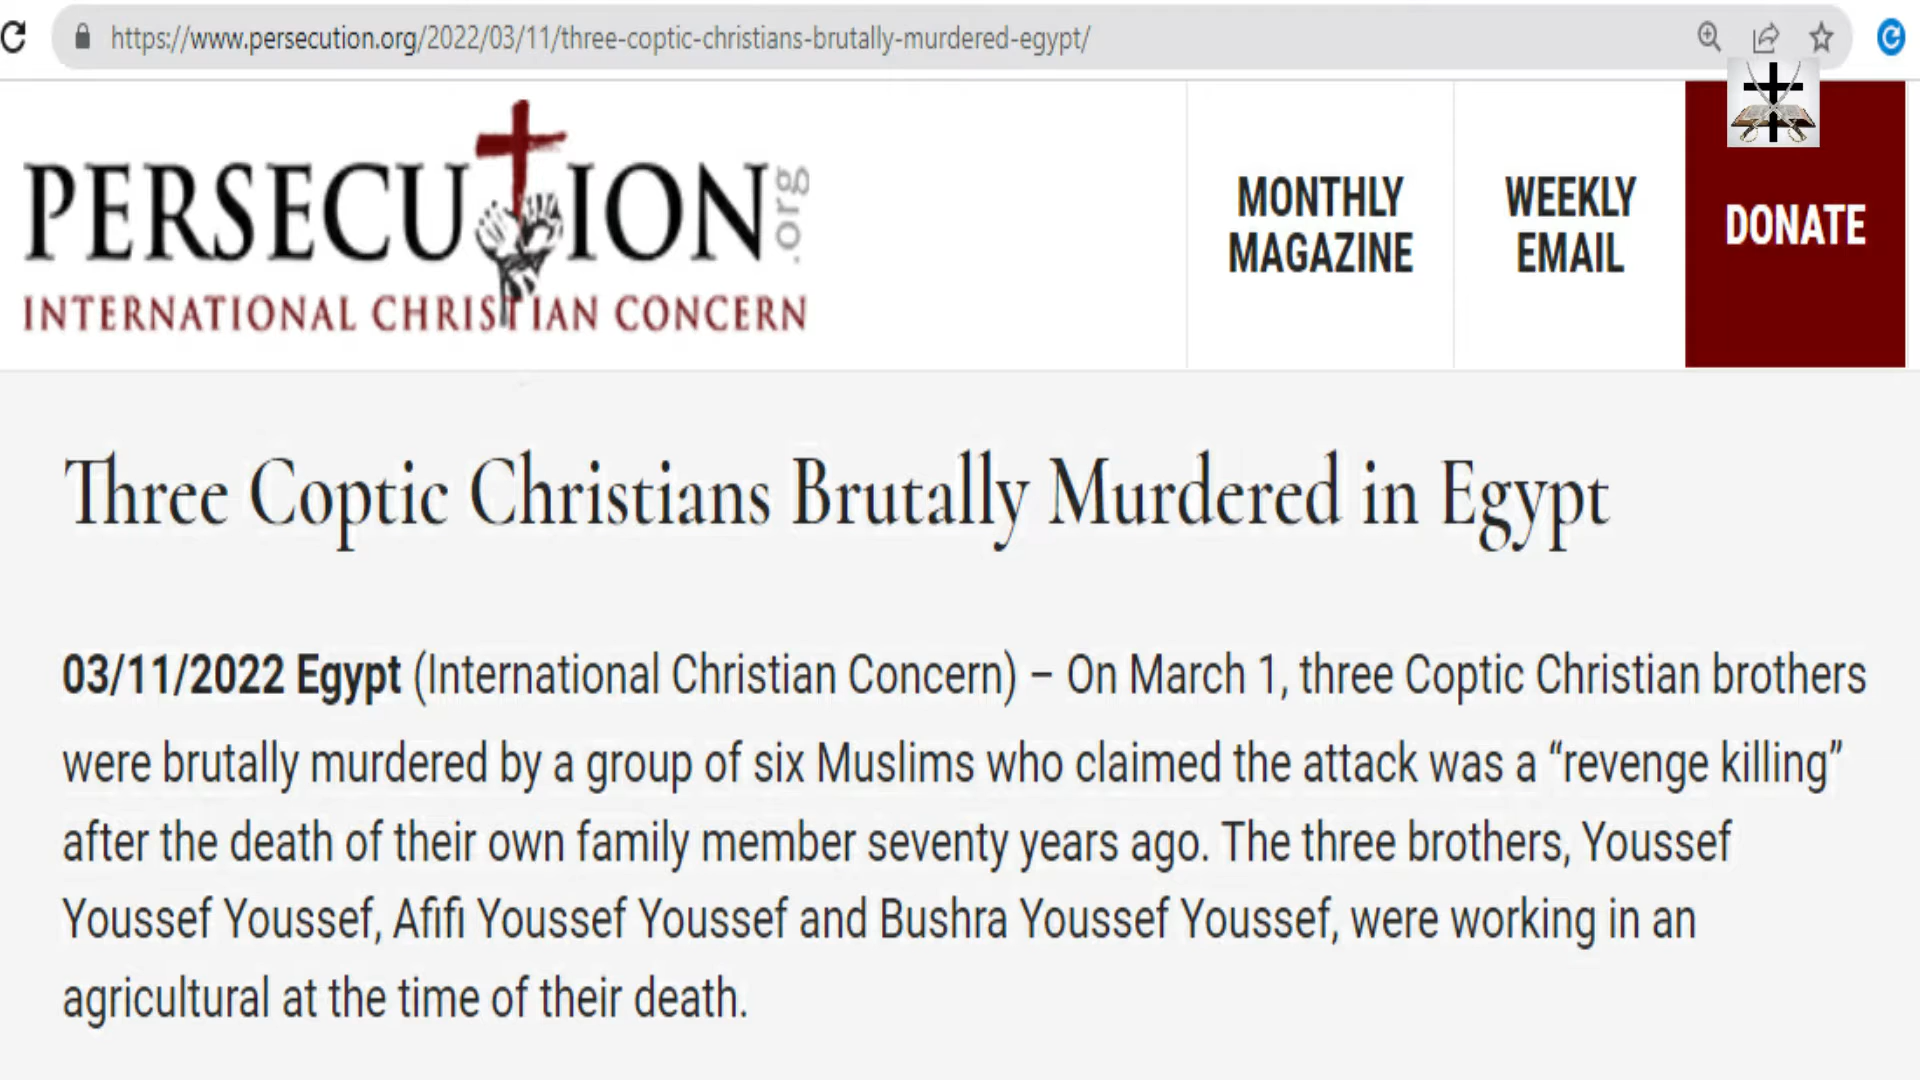 https://www.persecution.org/2022/03/11/three-coptic-christians-brutally-murdered-egypt/
PERSECUTION.org
INTERNATIONAL CHRISTIAN CONCERN
MONTHLY
MAGAZINE
WEEKLY
EMAIL
DONATE
Three Coptic Christians Brutally Murdered in Egypt
03/11/2022 Egypt (International Christian Concern) – On March 1, three Coptic Christian brothers
were brutally murdered by a group of six Muslims who claimed the attack was a “revenge killing”
after the death of their own family member seventy years ago. The three brothers, Youssef
Youssef Youssef, Afifi Youssef Youssef and Bushra Youssef Youssef, were working in an
agricultural at the time of their death.